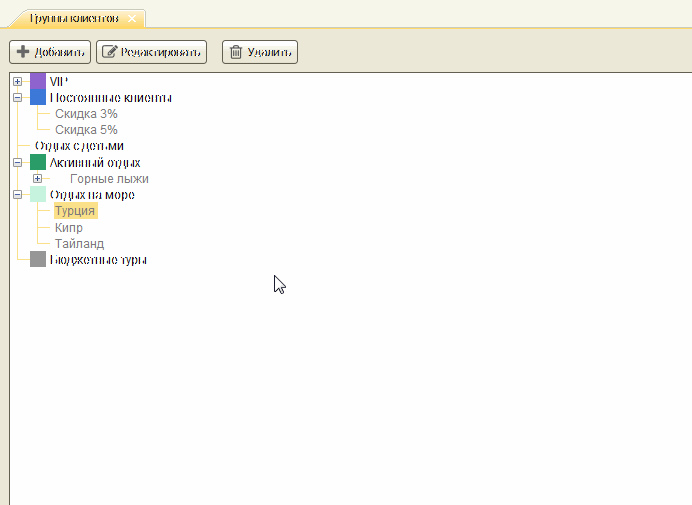 Группы клиентов
Добавить Редактировать Удалить
VIP
Постоянные клиенты
Скидка 3%
Скидка 5%
Отдых с детьми
Активный отдых
Горные лыжи
Отдых на море
Турция
Кипр
Тайланд
Бюджетные туры